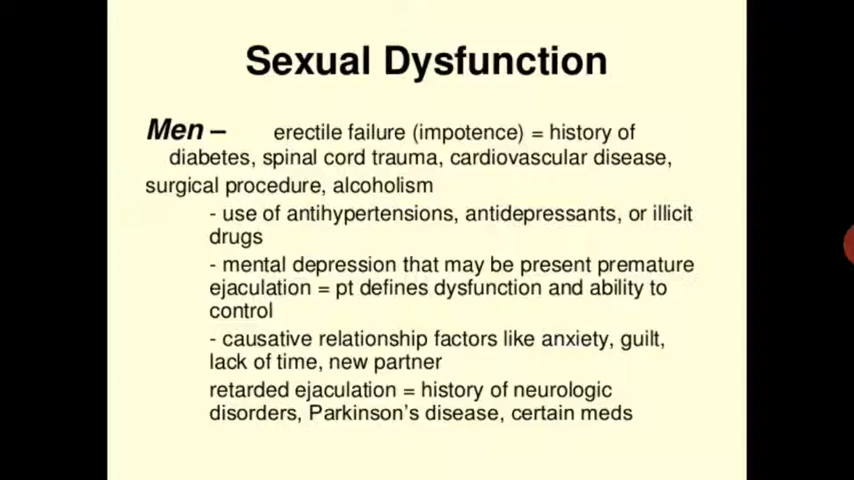 Sexual Dysfunction
Men – erectile failure (impotence) = history of
diabetes, spinal cord trauma, cardiovascular disease,
surgical procedure, alcoholism
- use of antihypertensions, antidepressants, or illicit
drugs
- mental depression that may be present premature
ejaculation = pt defines dysfunction and ability to
control
- causative relationship factors like anxiety, guilt,
lack of time, new partner
retarded ejaculation = history of neurologic
disorders, Parkinson's disease, certain meds